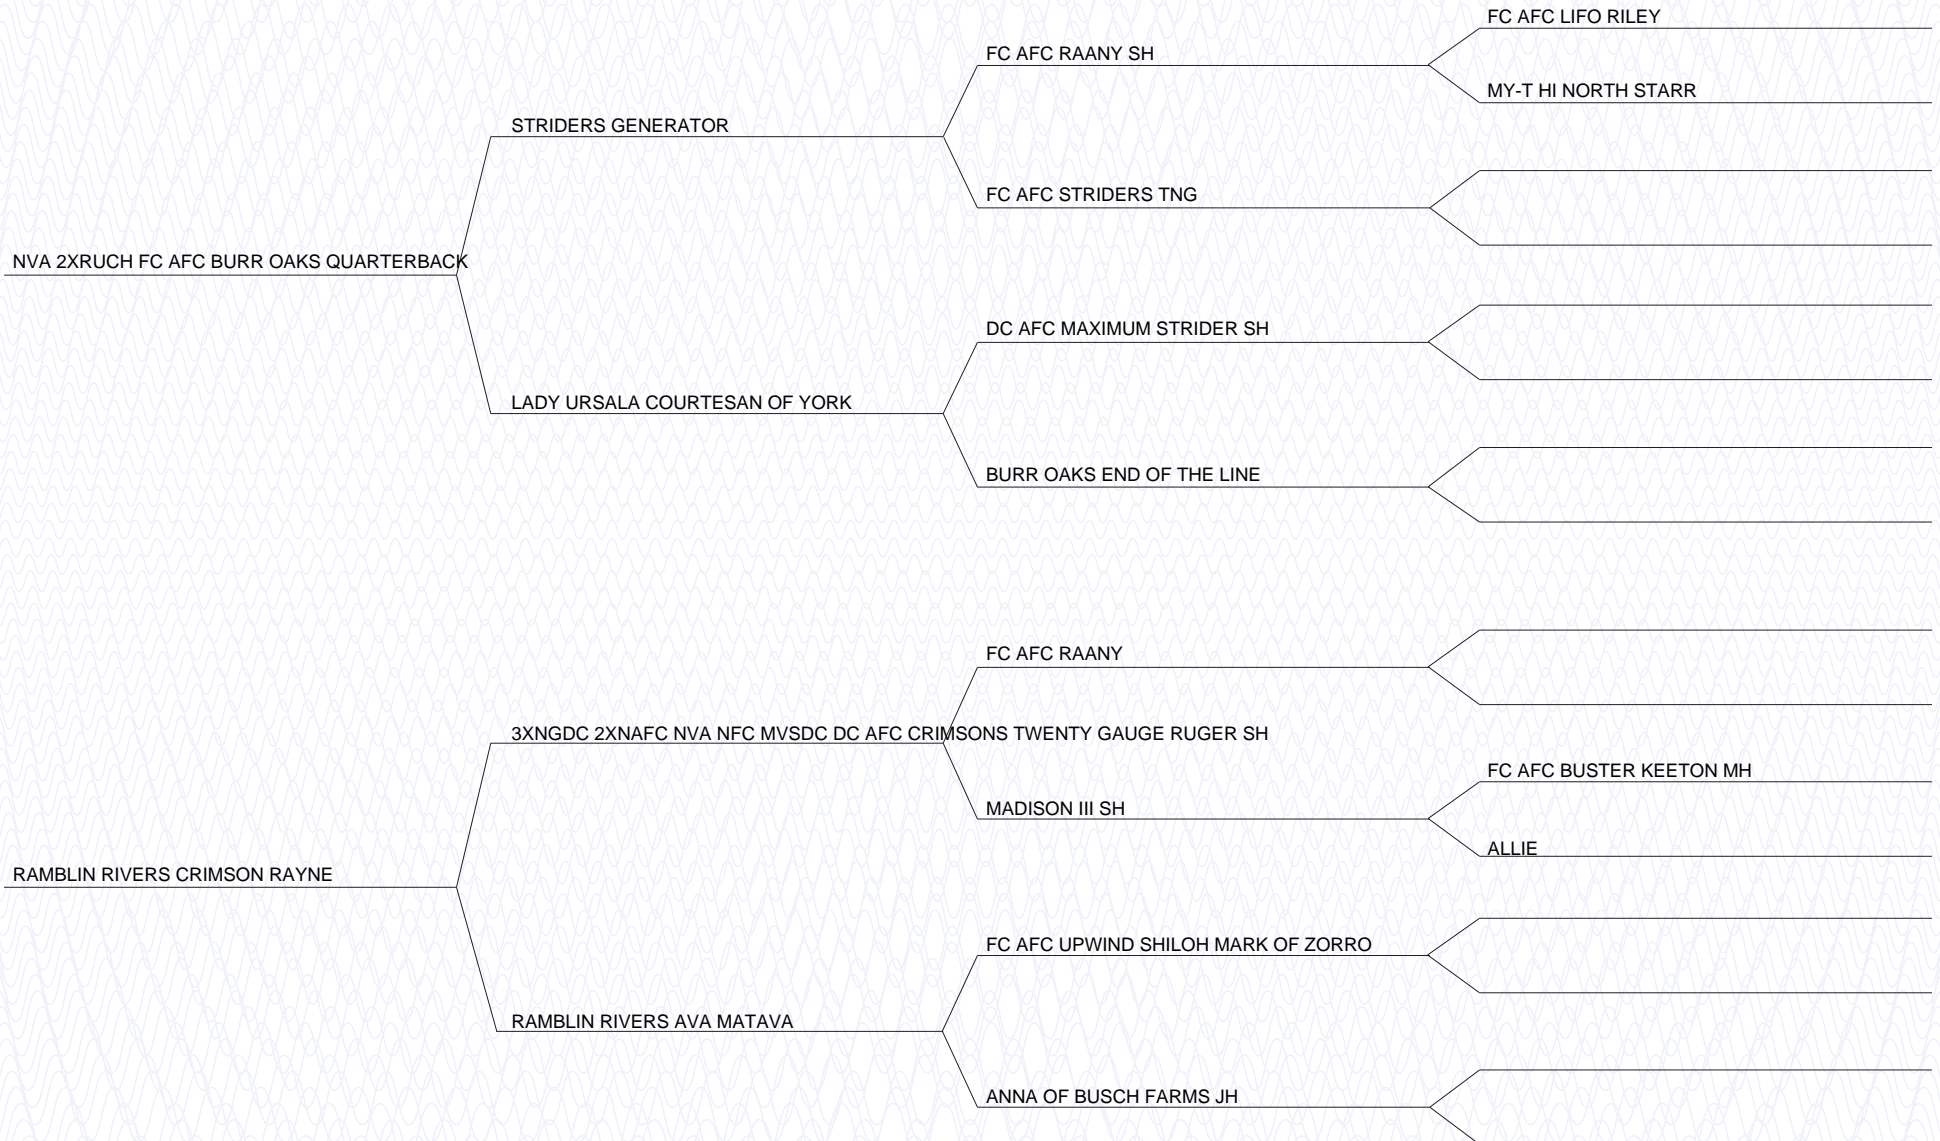 FC AFC LIFO RILEY
FC AFC RAANY SH
MY-T HI NORTH STARR
STRIDERS GENERATOR
FC AFC STRIDERS TNG
NVA 2XRUCH FC AFC BURR OAKS QUARTERBACK
DC AFC MAXIMUM STRIDER SH
LADY URSALA COURTESAN OF YORK
BURR OAKS END OF THE LINE
FC AFC RAANY
3XNGDC 2XNAFC NVA NFC MVSDC DC AFC CRIMSONS TWENTY GAUGE RUGER SH
FC AFC BUSTER KEETON MH
MADISON III SH
ALLIE
RAMBLIN RIVERS CRIMSON RAYNE
FC AFC UPWIND SHILOH MARK OF ZORRO
RAMBLIN RIVERS AVA MATAVA
ANNA OF BUSCH FARMS JH